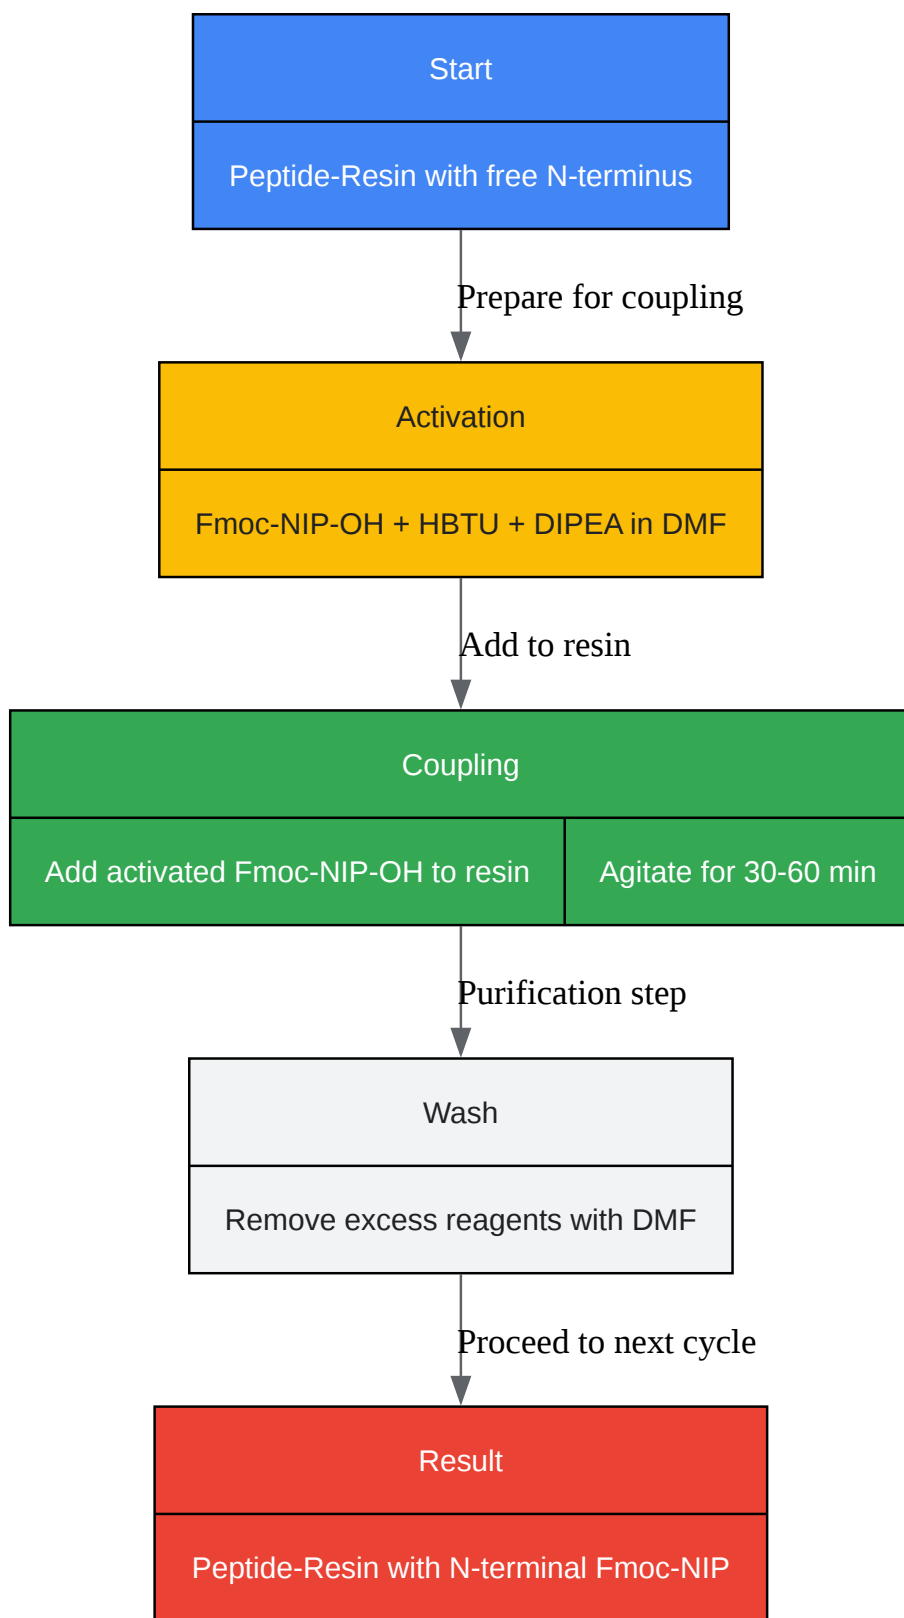 Start
Peptide-Resin with free N-terminus
Prepare for coupling
Activation
Fmoc-NIP-OH + HBTU + DIPEA in DMF
Add to resin
Coupling
Add activated Fmoc-NIP-OH to resin
Agitate for 30-60 min
Purification step
Wash
Remove excess reagents with DMF
Proceed to next cycle
Result
Peptide-Resin with N-terminal Fmoc-NIP